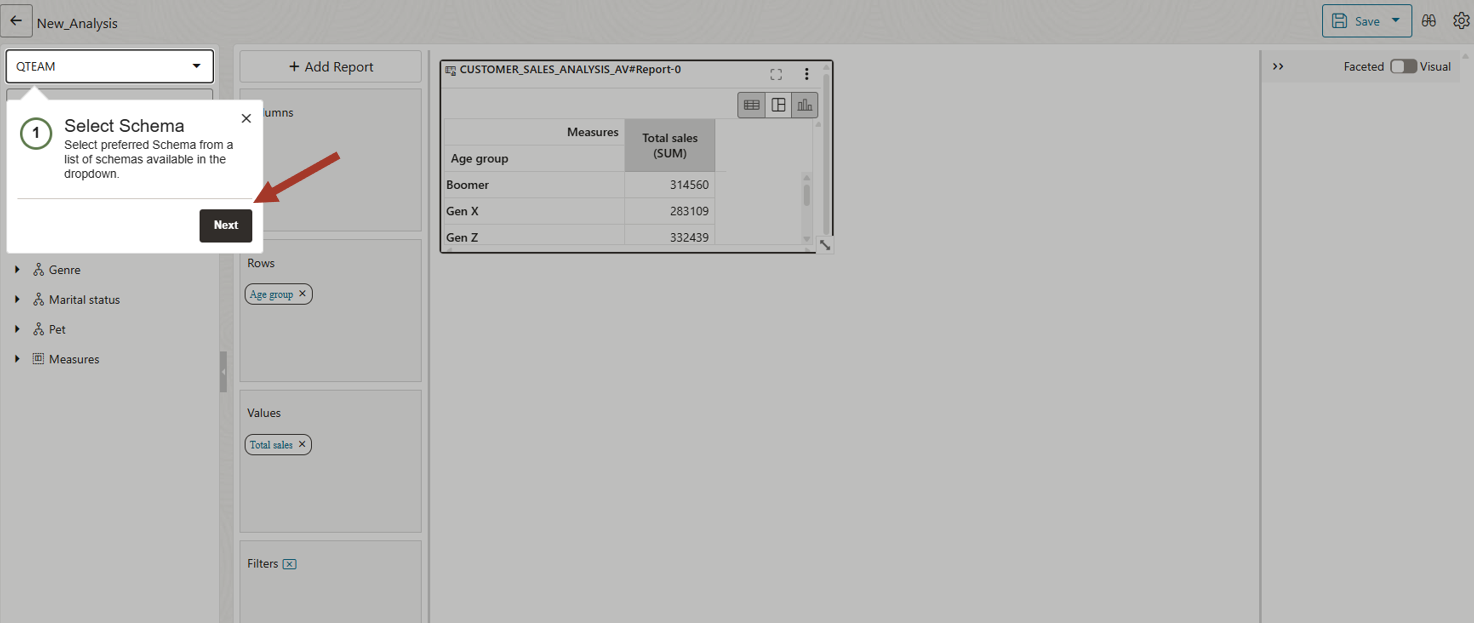 New_Analysis
Save
QTEAM
1
Select Schema
Select preferred Schema from a
list of schemas available in the
dropdown.
Next
Genre
Marital status
Pet
Measures
+ Add Report
lumns
Rows
Age group
Values
Total sales
Filters
CUSTOMER_SALES_ANALYSIS_AV#Report-0
Measures
Total sales
(SUM)
Age group
Boomer 314560
Gen X 283109
Gen Z 332439
Faceted Visual